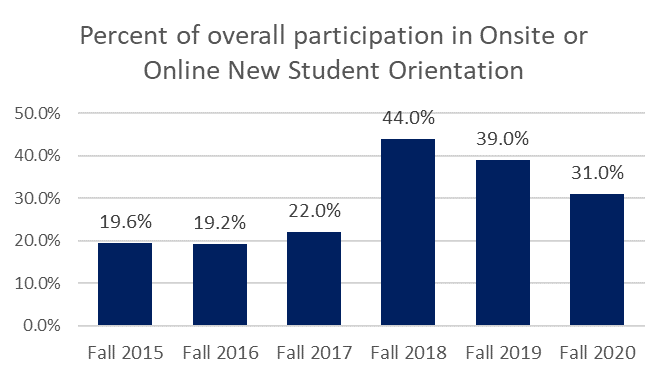 Percent of overall participation in Onsite or
Online New Student Orientation
50.0%
40.0%
30.0%
20.0%
10.0%
0.0%
19.6%
19.2%
22.0%
44.0%
39.0%
31.0%
Fall 2015
Fall 2016
Fall 2017
Fall 2018
Fall 2019
Fall 2020